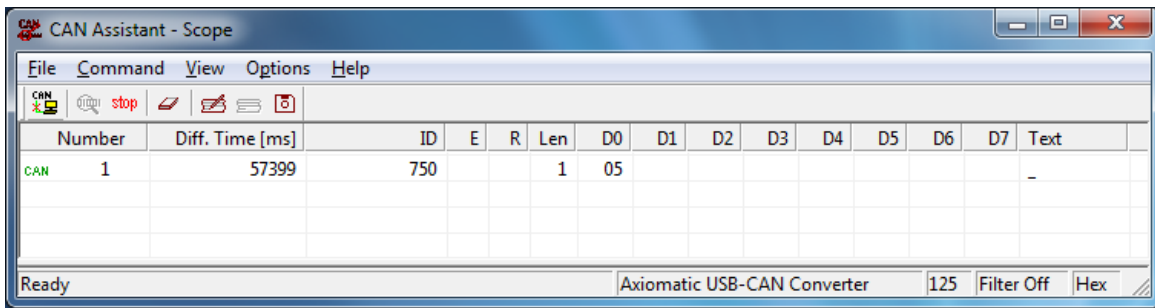 CAN Assistant - Scope
File Command View Options Help
CAN stop
Number Diff. Time [ms] ID E R Len D0 D1 D2 D3 D4 D5 D6 D7 Text
CAN 1 57399 750 1 05 _
Ready Axiomatic USB-CAN Converter 125 Filter Off Hex